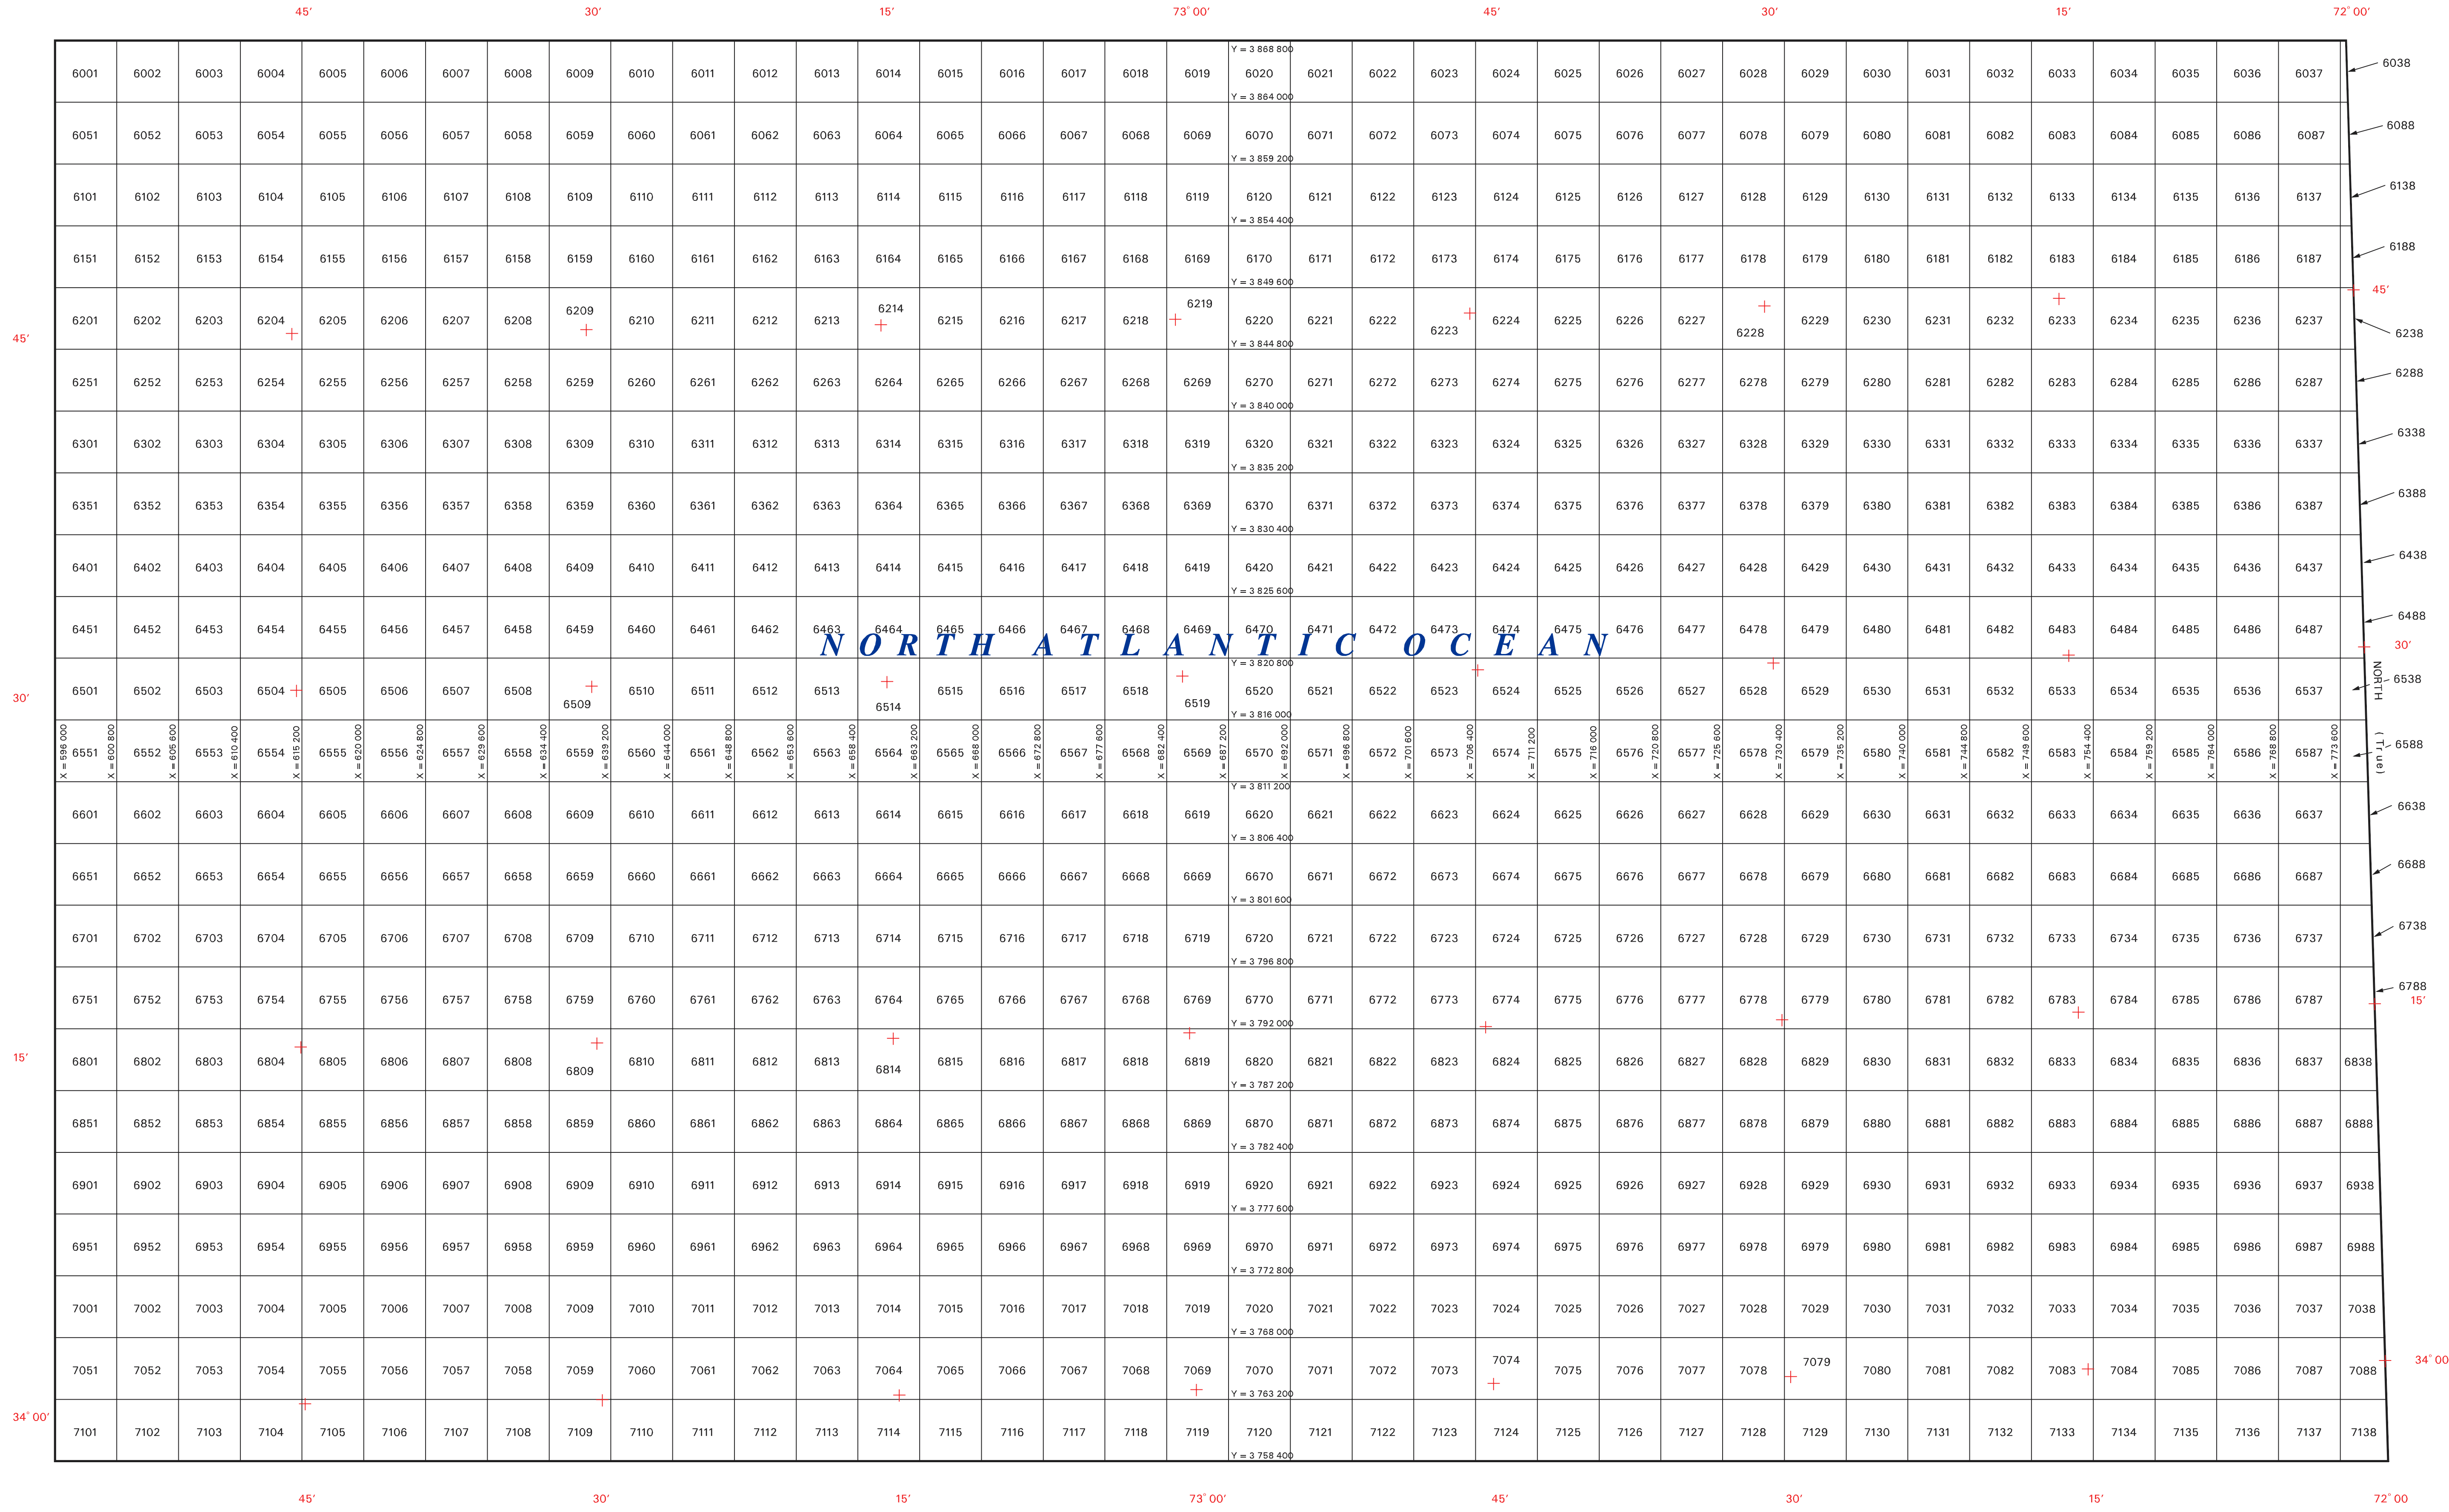 45' 30' 15' 73° 00' 45' 30' 15' 72° 00'
Y = 3 868 800
6001 6002 6003 6004 6005 6006 6007 6008 6009 6010 6011 6012 6013 6014 6015 6016 6017 6018 6019 6020 6021 6022 6023 6024 6025 6026 6027 6028 6029 6030 6031 6032 6033 6034 6035 6036 6037 6038
Y = 3 864 000
6051 6052 6053 6054 6055 6056 6057 6058 6059 6060 6061 6062 6063 6064 6065 6066 6067 6068 6069 6070 6071 6072 6073 6074 6075 6076 6077 6078 6079 6080 6081 6082 6083 6084 6085 6086 6087 6088
Y = 3 859 200
6101 6102 6103 6104 6105 6106 6107 6108 6109 6110 6111 6112 6113 6114 6115 6116 6117 6118 6119 6120 6121 6122 6123 6124 6125 6126 6127 6128 6129 6130 6131 6132 6133 6134 6135 6136 6137 6138
Y = 3 854 400
6151 6152 6153 6154 6155 6156 6157 6158 6159 6160 6161 6162 6163 6164 6165 6166 6167 6168 6169 6170 6171 6172 6173 6174 6175 6176 6177 6178 6179 6180 6181 6182 6183 6184 6185 6186 6187 6188
Y = 3 849 600
45'
6201 6202 6203 6204 6205 6206 6207 6208 6209 6210 6211 6212 6213 6214 6215 6216 6217 6218 6219 6220 6221 6222 6223 6224 6225 6226 6227 6228 6229 6230 6231 6232 6233 6234 6235 6236 6237 6238
45' Y = 3 844 800
6251 6252 6253 6254 6255 6256 6257 6258 6259 6260 6261 6262 6263 6264 6265 6266 6267 6268 6269 6270 6271 6272 6273 6274 6275 6276 6277 6278 6279 6280 6281 6282 6283 6284 6285 6286 6287 6288
Y = 3 840 000
6301 6302 6303 6304 6305 6306 6307 6308 6309 6310 6311 6312 6313 6314 6315 6316 6317 6318 6319 6320 6321 6322 6323 6324 6325 6326 6327 6328 6329 6330 6331 6332 6333 6334 6335 6336 6337 6338
Y = 3 835 200
6351 6352 6353 6354 6355 6356 6357 6358 6359 6360 6361 6362 6363 6364 6365 6366 6367 6368 6369 6370 6371 6372 6373 6374 6375 6376 6377 6378 6379 6380 6381 6382 6383 6384 6385 6386 6387 6388
Y = 3 830 400
6401 6402 6403 6404 6405 6406 6407 6408 6409 6410 6411 6412 6413 6414 6415 6416 6417 6418 6419 6420 6421 6422 6423 6424 6425 6426 6427 6428 6429 6430 6431 6432 6433 6434 6435 6436 6437 6438
Y = 3 825 600
6451 6452 6453 6454 6455 6456 6457 6458 6459 6460 6461 6462 6463 6464 6465 6466 6467 6468 6469 6470 6471 6472 6473 6474 6475 6476 6477 6478 6479 6480 6481 6482 6483 6484 6485 6486 6487 6488
NORTH ATLANTIC OCEAN
30'
Y = 3 820 800
6501 6502 6503 6504 6505 6506 6507 6508 6509 6510 6511 6512 6513 6514 6515 6516 6517 6518 6519 6520 6521 6522 6523 6524 6525 6526 6527 6528 6529 6530 6531 6532 6533 6534 6535 6536 6537 6538
30' Y = 3 816 000
NORTH (True)
X = 596 000 X = 600 800 X = 605 600 X = 610 400 X = 615 200 X = 620 000 X = 624 800 X = 629 600 X = 634 400 X = 639 200 X = 644 000 X = 648 800 X = 653 600 X = 658 400 X = 663 200 X = 668 000 X = 672 800 X = 677 600 X = 682 400 X = 687 200 X = 692 000 X = 696 800 X = 701 600 X = 706 400 X = 711 200 X = 716 000 X = 720 800 X = 725 600 X = 730 400 X = 735 200 X = 740 000 X = 744 800 X = 749 600 X = 754 400 X = 759 200 X = 764 000 X = 768 800 X = 773 600
6551 6552 6553 6554 6555 6556 6557 6558 6559 6560 6561 6562 6563 6564 6565 6566 6567 6568 6569 6570 6571 6572 6573 6574 6575 6576 6577 6578 6579 6580 6581 6582 6583 6584 6585 6586 6587 6588
Y = 3 811 200
6601 6602 6603 6604 6605 6606 6607 6608 6609 6610 6611 6612 6613 6614 6615 6616 6617 6618 6619 6620 6621 6622 6623 6624 6625 6626 6627 6628 6629 6630 6631 6632 6633 6634 6635 6636 6637 6638
Y = 3 806 400
6651 6652 6653 6654 6655 6656 6657 6658 6659 6660 6661 6662 6663 6664 6665 6666 6667 6668 6669 6670 6671 6672 6673 6674 6675 6676 6677 6678 6679 6680 6681 6682 6683 6684 6685 6686 6687 6688
Y = 3 801 600
6701 6702 6703 6704 6705 6706 6707 6708 6709 6710 6711 6712 6713 6714 6715 6716 6717 6718 6719 6720 6721 6722 6723 6724 6725 6726 6727 6728 6729 6730 6731 6732 6733 6734 6735 6736 6737 6738
Y = 3 796 800
6751 6752 6753 6754 6755 6756 6757 6758 6759 6760 6761 6762 6763 6764 6765 6766 6767 6768 6769 6770 6771 6772 6773 6774 6775 6776 6777 6778 6779 6780 6781 6782 6783 6784 6785 6786 6787 6788
15'
Y = 3 792 000
15' 6801 6802 6803 6804 6805 6806 6807 6808 6809 6810 6811 6812 6813 6814 6815 6816 6817 6818 6819 6820 6821 6822 6823 6824 6825 6826 6827 6828 6829 6830 6831 6832 6833 6834 6835 6836 6837 6838
Y = 3 787 200
6851 6852 6853 6854 6855 6856 6857 6858 6859 6860 6861 6862 6863 6864 6865 6866 6867 6868 6869 6870 6871 6872 6873 6874 6875 6876 6877 6878 6879 6880 6881 6882 6883 6884 6885 6886 6887 6888
Y = 3 782 400
6901 6902 6903 6904 6905 6906 6907 6908 6909 6910 6911 6912 6913 6914 6915 6916 6917 6918 6919 6920 6921 6922 6923 6924 6925 6926 6927 6928 6929 6930 6931 6932 6933 6934 6935 6936 6937 6938
Y = 3 777 600
6951 6952 6953 6954 6955 6956 6957 6958 6959 6960 6961 6962 6963 6964 6965 6966 6967 6968 6969 6970 6971 6972 6973 6974 6975 6976 6977 6978 6979 6980 6981 6982 6983 6984 6985 6986 6987 6988
Y = 3 772 800
7001 7002 7003 7004 7005 7006 7007 7008 7009 7010 7011 7012 7013 7014 7015 7016 7017 7018 7019 7020 7021 7022 7023 7024 7025 7026 7027 7028 7029 7030 7031 7032 7033 7034 7035 7036 7037 7038
Y = 3 768 000
34° 00
7051 7052 7053 7054 7055 7056 7057 7058 7059 7060 7061 7062 7063 7064 7065 7066 7067 7068 7069 7070 7071 7072 7073 7074 7075 7076 7077 7078 7079 7080 7081 7082 7083 7084 7085 7086 7087 7088
Y = 3 763 200
34° 00'
7101 7102 7103 7104 7105 7106 7107 7108 7109 7110 7111 7112 7113 7114 7115 7116 7117 7118 7119 7120 7121 7122 7123 7124 7125 7126 7127 7128 7129 7130 7131 7132 7133 7134 7135 7136 7137 7138
Y = 3 758 400
45' 30' 15' 73° 00' 45' 30' 15' 72° 00